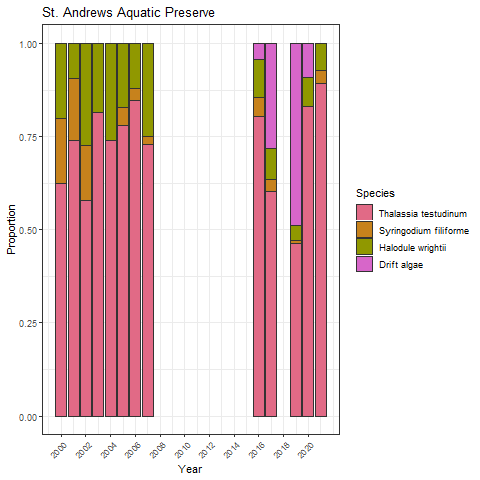 St. Andrews Aquatic Preserve
1.00
0.75
0.50
0.25
0.00
Proportion
2000
2002
2004
2006
2008
2010
2012
2014
2016
2018
2020
Year
Species
Thalassia testudinum
Syringodium filiforme
Halodule wrightii
Drift algae